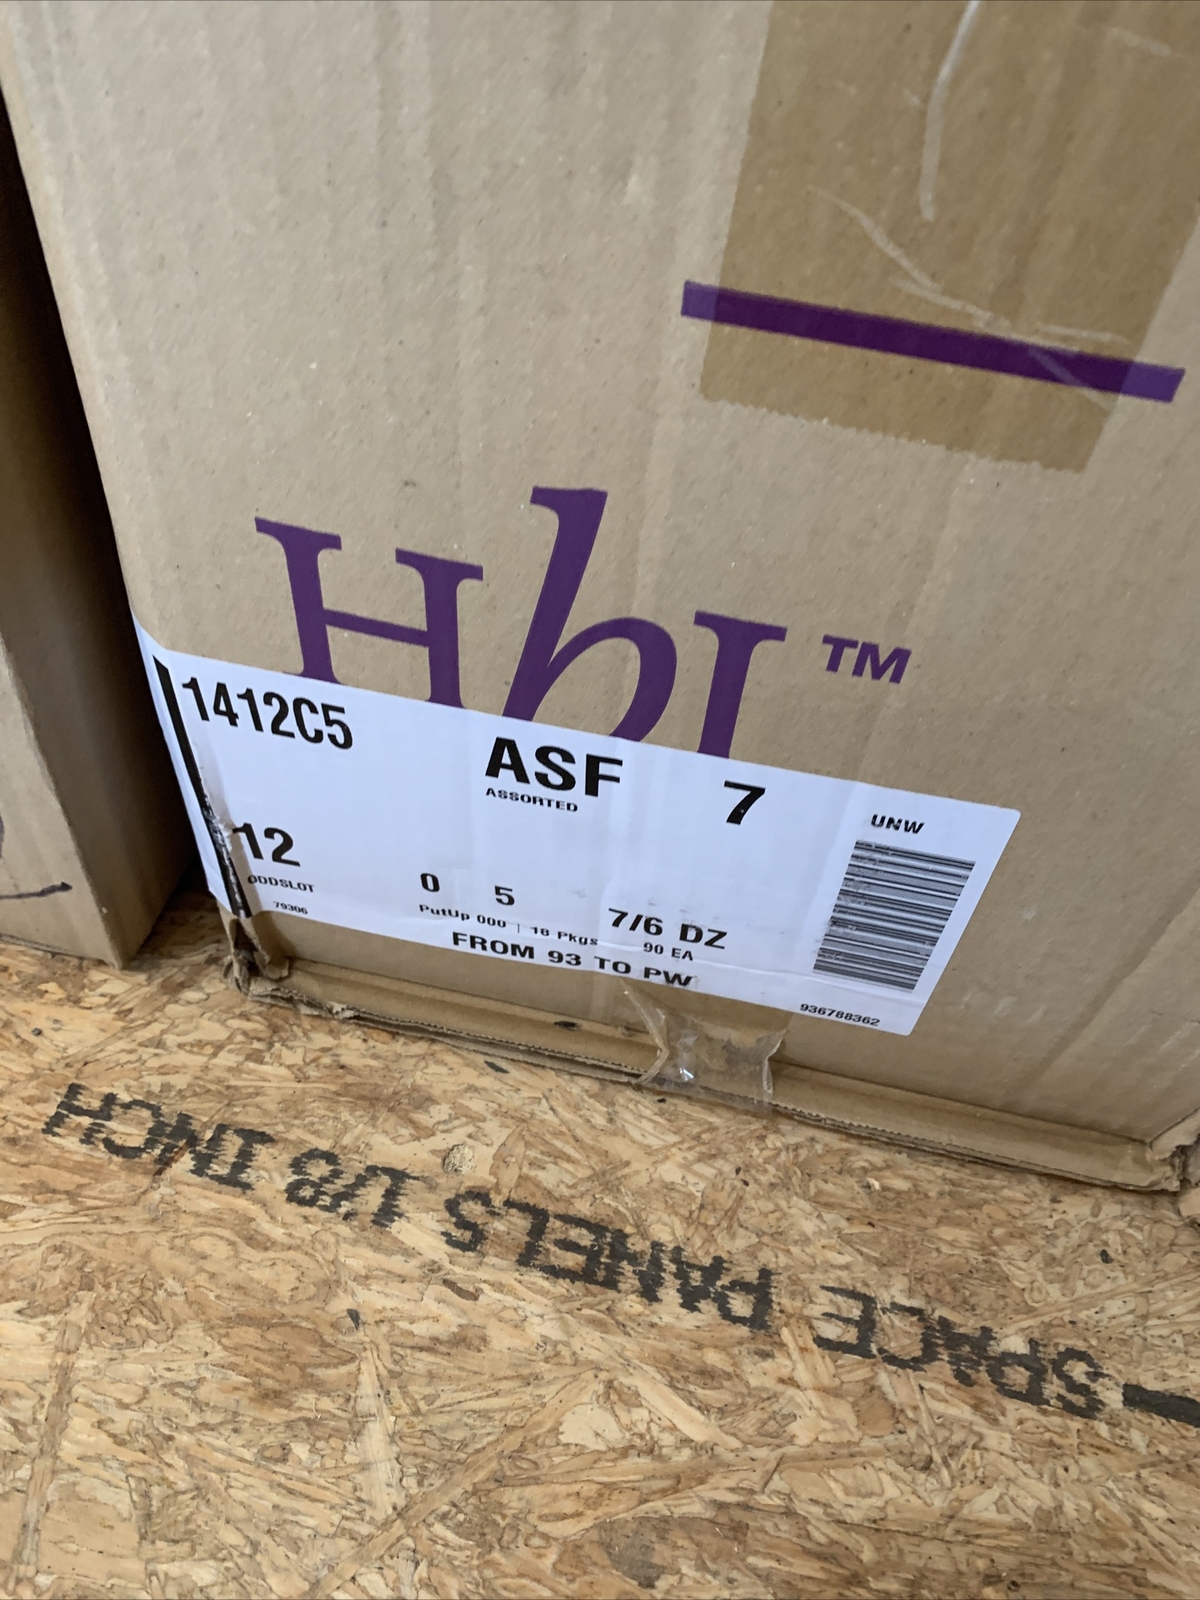 HbI™
1412C5
ASF 7
ASSORTED
UNW
12
ODDSLOT
79306
0 5 7/6 DZ
PutUp 000 | 18 Pkgs 90 EA
FROM 93 TO PW
936788362
SPACE PANELS 1/8 INCH